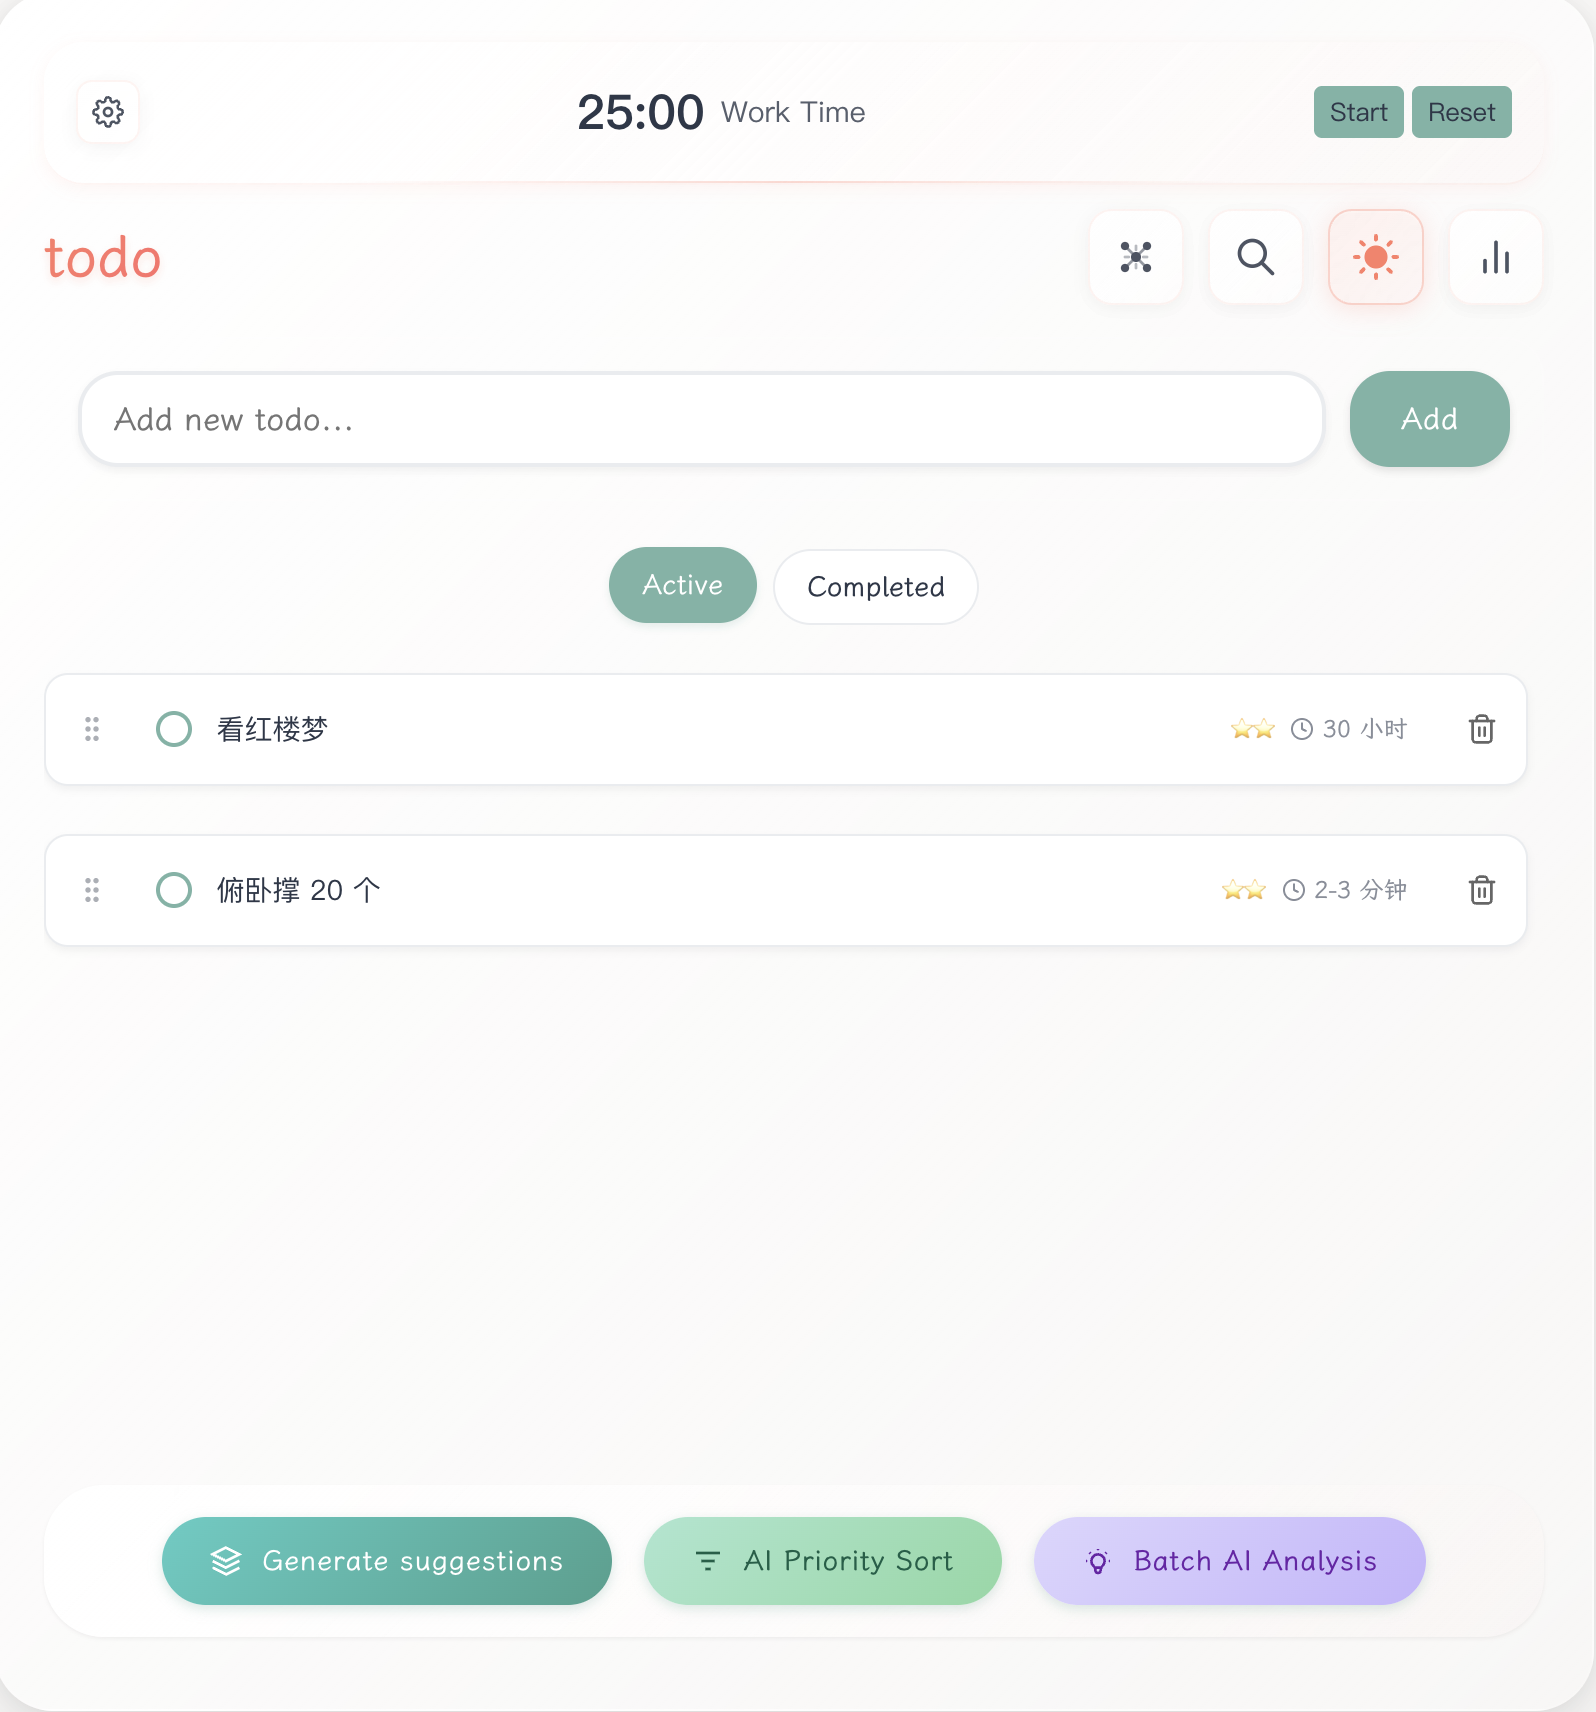 25:00 Work Time Start Reset
todo
Add new todo... Add
Active Completed
看红楼梦 30 小时
俯卧撑 20 个 2-3 分钟
Generate suggestions AI Priority Sort Batch AI Analysis